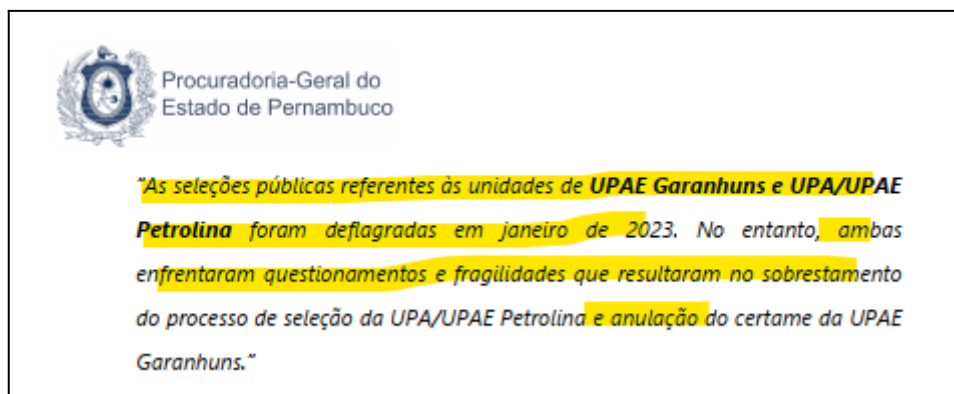 Procuradoria-Geral do
Estado de Pernambuco
"As seleções públicas referentes às unidades de UPAE Garanhuns e UPA/UPAE
Petrolina foram deflagradas em janeiro de 2023. No entanto, ambas
enfrentaram questionamentos e fragilidades que resultaram no sobrestamento
do processo de seleção da UPA/UPAE Petrolina e anulação do certame da UPAE
Garanhuns."